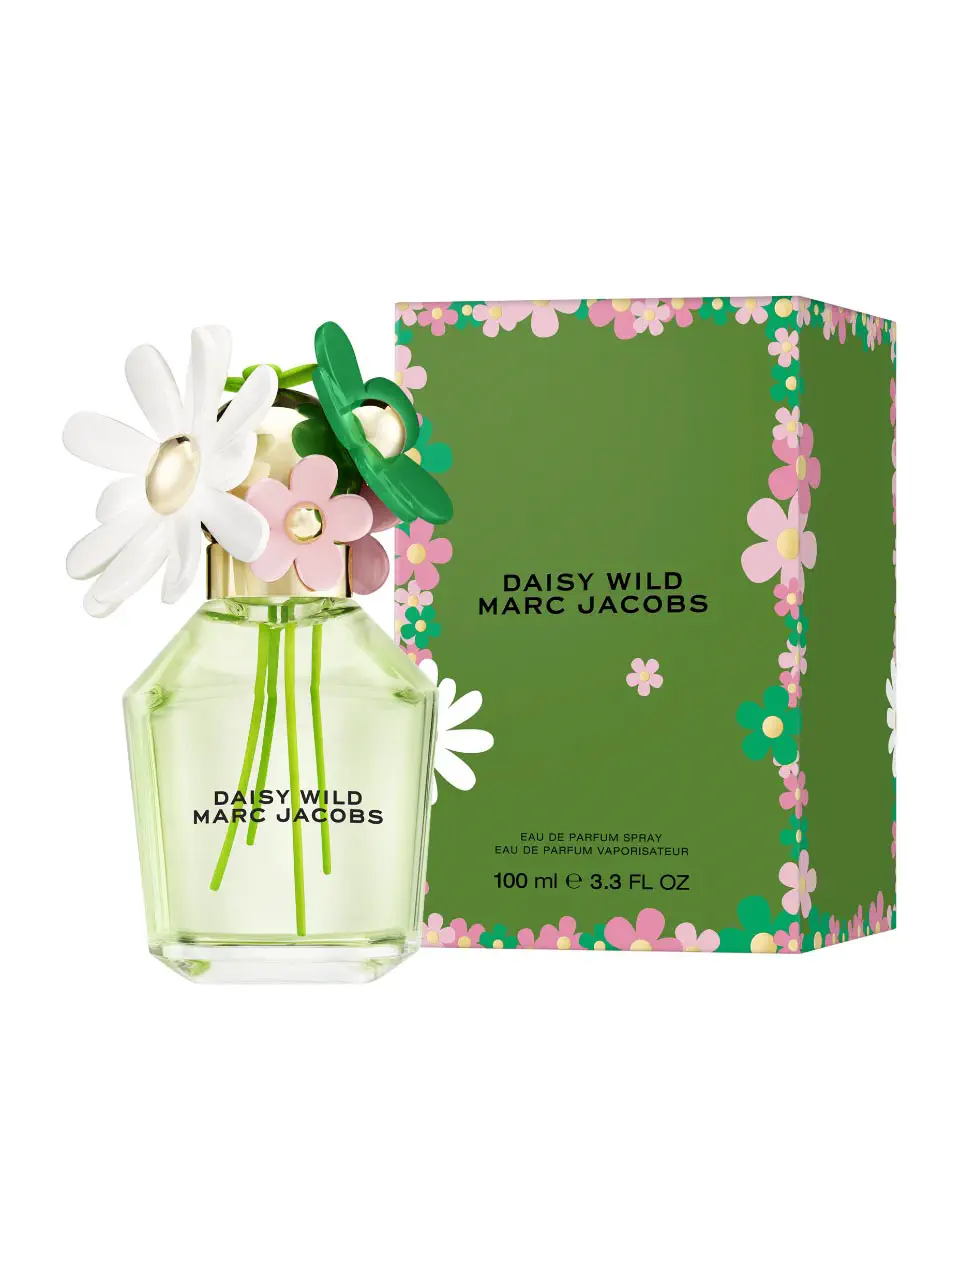 DAISY WILD
MARC JACOBS
DAISY WILD
MARC JACOBS
EAU DE PARFUM SPRAY
EAU DE PARFUM VAPORISATEUR
100 ml ℮ 3.3 FL OZ